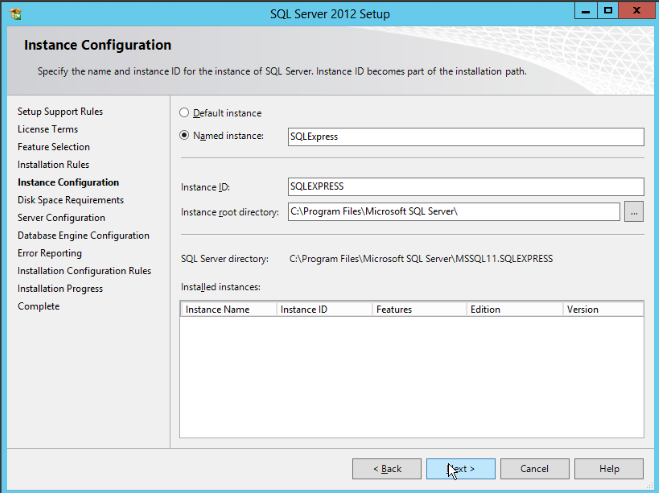 SQL Server 2012 Setup
Instance Configuration
Specify the name and instance ID for the instance of SQL Server. Instance ID becomes part of the installation path.
Setup Support Rules
License Terms
Feature Selection
Installation Rules
Instance Configuration
Disk Space Requirements
Server Configuration
Database Engine Configuration
Error Reporting
Installation Configuration Rules
Installation Progress
Complete
Default instance
Named instance: SQLExpress
Instance ID: SQLEXPRESS
Instance root directory: C:\Program Files\Microsoft SQL Server\ ...
SQL Server directory: C:\Program Files\Microsoft SQL Server\MSSQL11.SQLEXPRESS
Installed instances:
Instance Name Instance ID Features Edition Version
< Back Next > Cancel Help